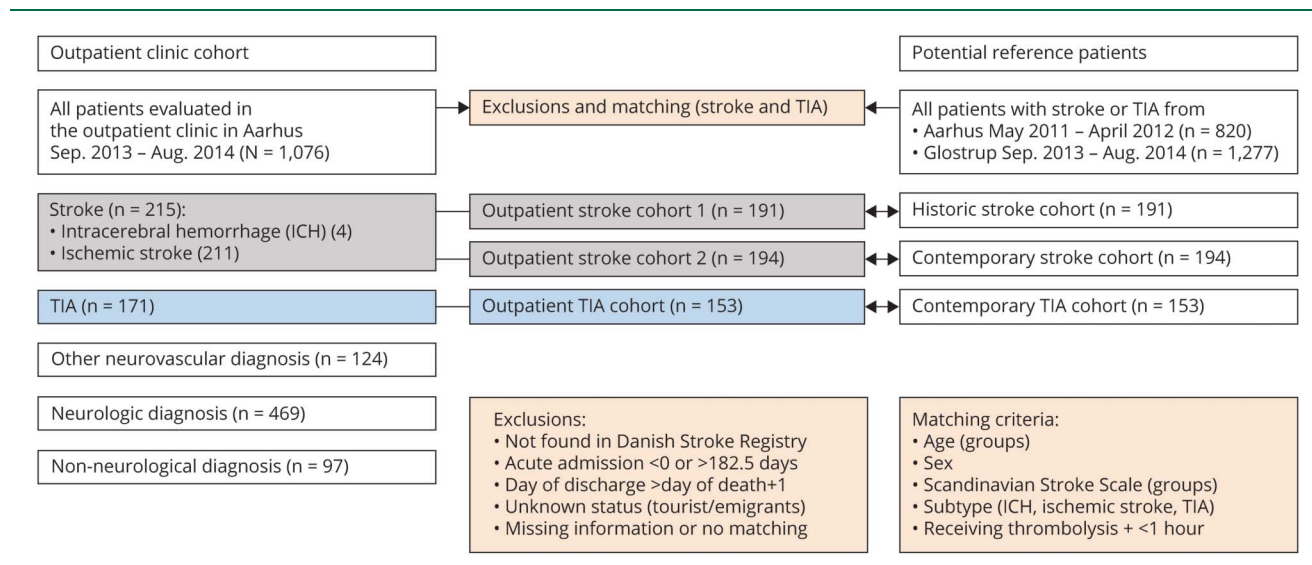 Outpatient clinic cohort
Potential reference patients
All patients evaluated in
the outpatient clinic in Aarhus
Sep. 2013 – Aug. 2014 (N = 1,076)
Exclusions and matching (stroke and TIA)
All patients with stroke or TIA from
• Aarhus May 2011 – April 2012 (n = 820)
• Glostrup Sep. 2013 – Aug. 2014 (n = 1,277)
Stroke (n = 215):
• Intracerebral hemorrhage (ICH) (4)
• Ischemic stroke (211)
Outpatient stroke cohort 1 (n = 191)
Historic stroke cohort (n = 191)
Outpatient stroke cohort 2 (n = 194)
Contemporary stroke cohort (n = 194)
TIA (n = 171)
Outpatient TIA cohort (n = 153)
Contemporary TIA cohort (n = 153)
Other neurovascular diagnosis (n = 124)
Neurologic diagnosis (n = 469)
Non-neurological diagnosis (n = 97)
Exclusions:
• Not found in Danish Stroke Registry
• Acute admission <0 or >182.5 days
• Day of discharge >day of death+1
• Unknown status (tourist/emigrants)
• Missing information or no matching
Matching criteria:
• Age (groups)
• Sex
• Scandinavian Stroke Scale (groups)
• Subtype (ICH, ischemic stroke, TIA)
• Receiving thrombolysis + <1 hour